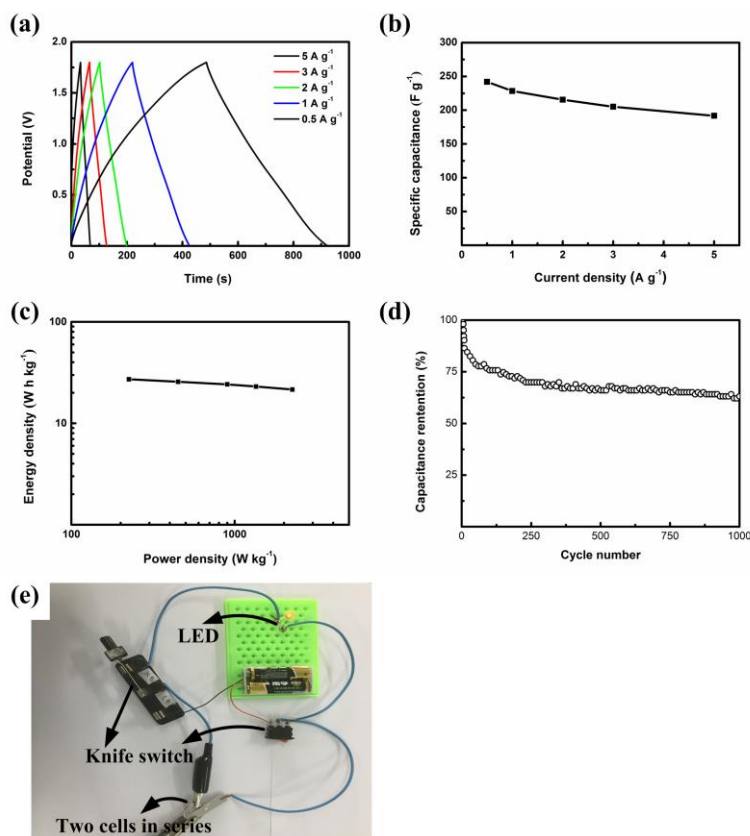 (a)
1.8
1.5
1.0
0.5
Potential (V)
0
200
400
600
800
1000
Time (s)
5 A g⁻¹
3 A g⁻¹
2 A g⁻¹
1 A g⁻¹
0.5 A g⁻¹
(b)
300
250
200
150
100
50
Specific capacitance (F g⁻¹)
0
1
2
3
4
5
Current density (A g⁻¹)
(c)
100
10
Energy density (W h kg⁻¹)
100
1000
Power density (W kg⁻¹)
(d)
100
75
50
25
Capacitance rentention (%)
0
250
500
750
1000
Cycle number
(e)
LED
Knife switch
Two cells in series